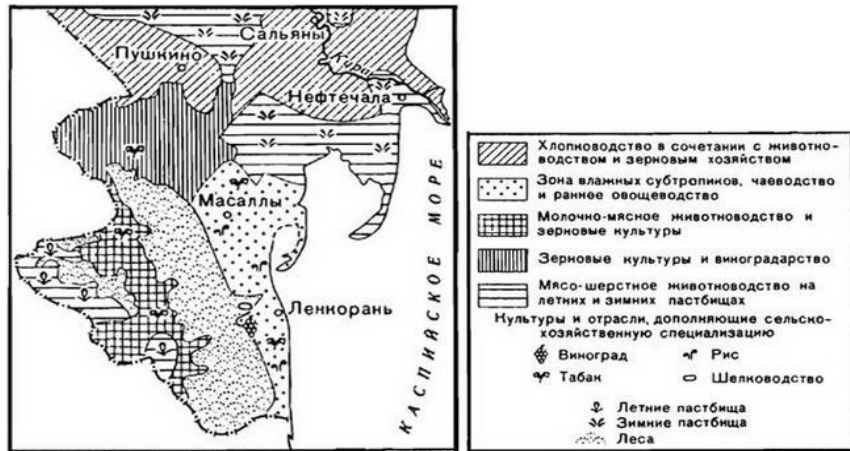 Сальяны
Пушкино
Кура
Нефтечала
Масаллы
Ленкорань
КАСПИЙСКОЕ МОРЕ
Хлопководство в сочетании с животно-
водством и зерновым хозяйством
Зона влажных субтропиков, чаеводство
и раннее овощеводство
Молочно-мясное животноводство и
зерновые культуры
Зерновые культуры и виноградарство
Мясо-шерстное животноводство на
летних и зимних пастбищах
Культуры и отрасли, дополняющие сельско-
хозяйственную специализацию
Виноград
Рис
Табак
Шелководство
Летние пастбища
Зимние пастбища
Леса